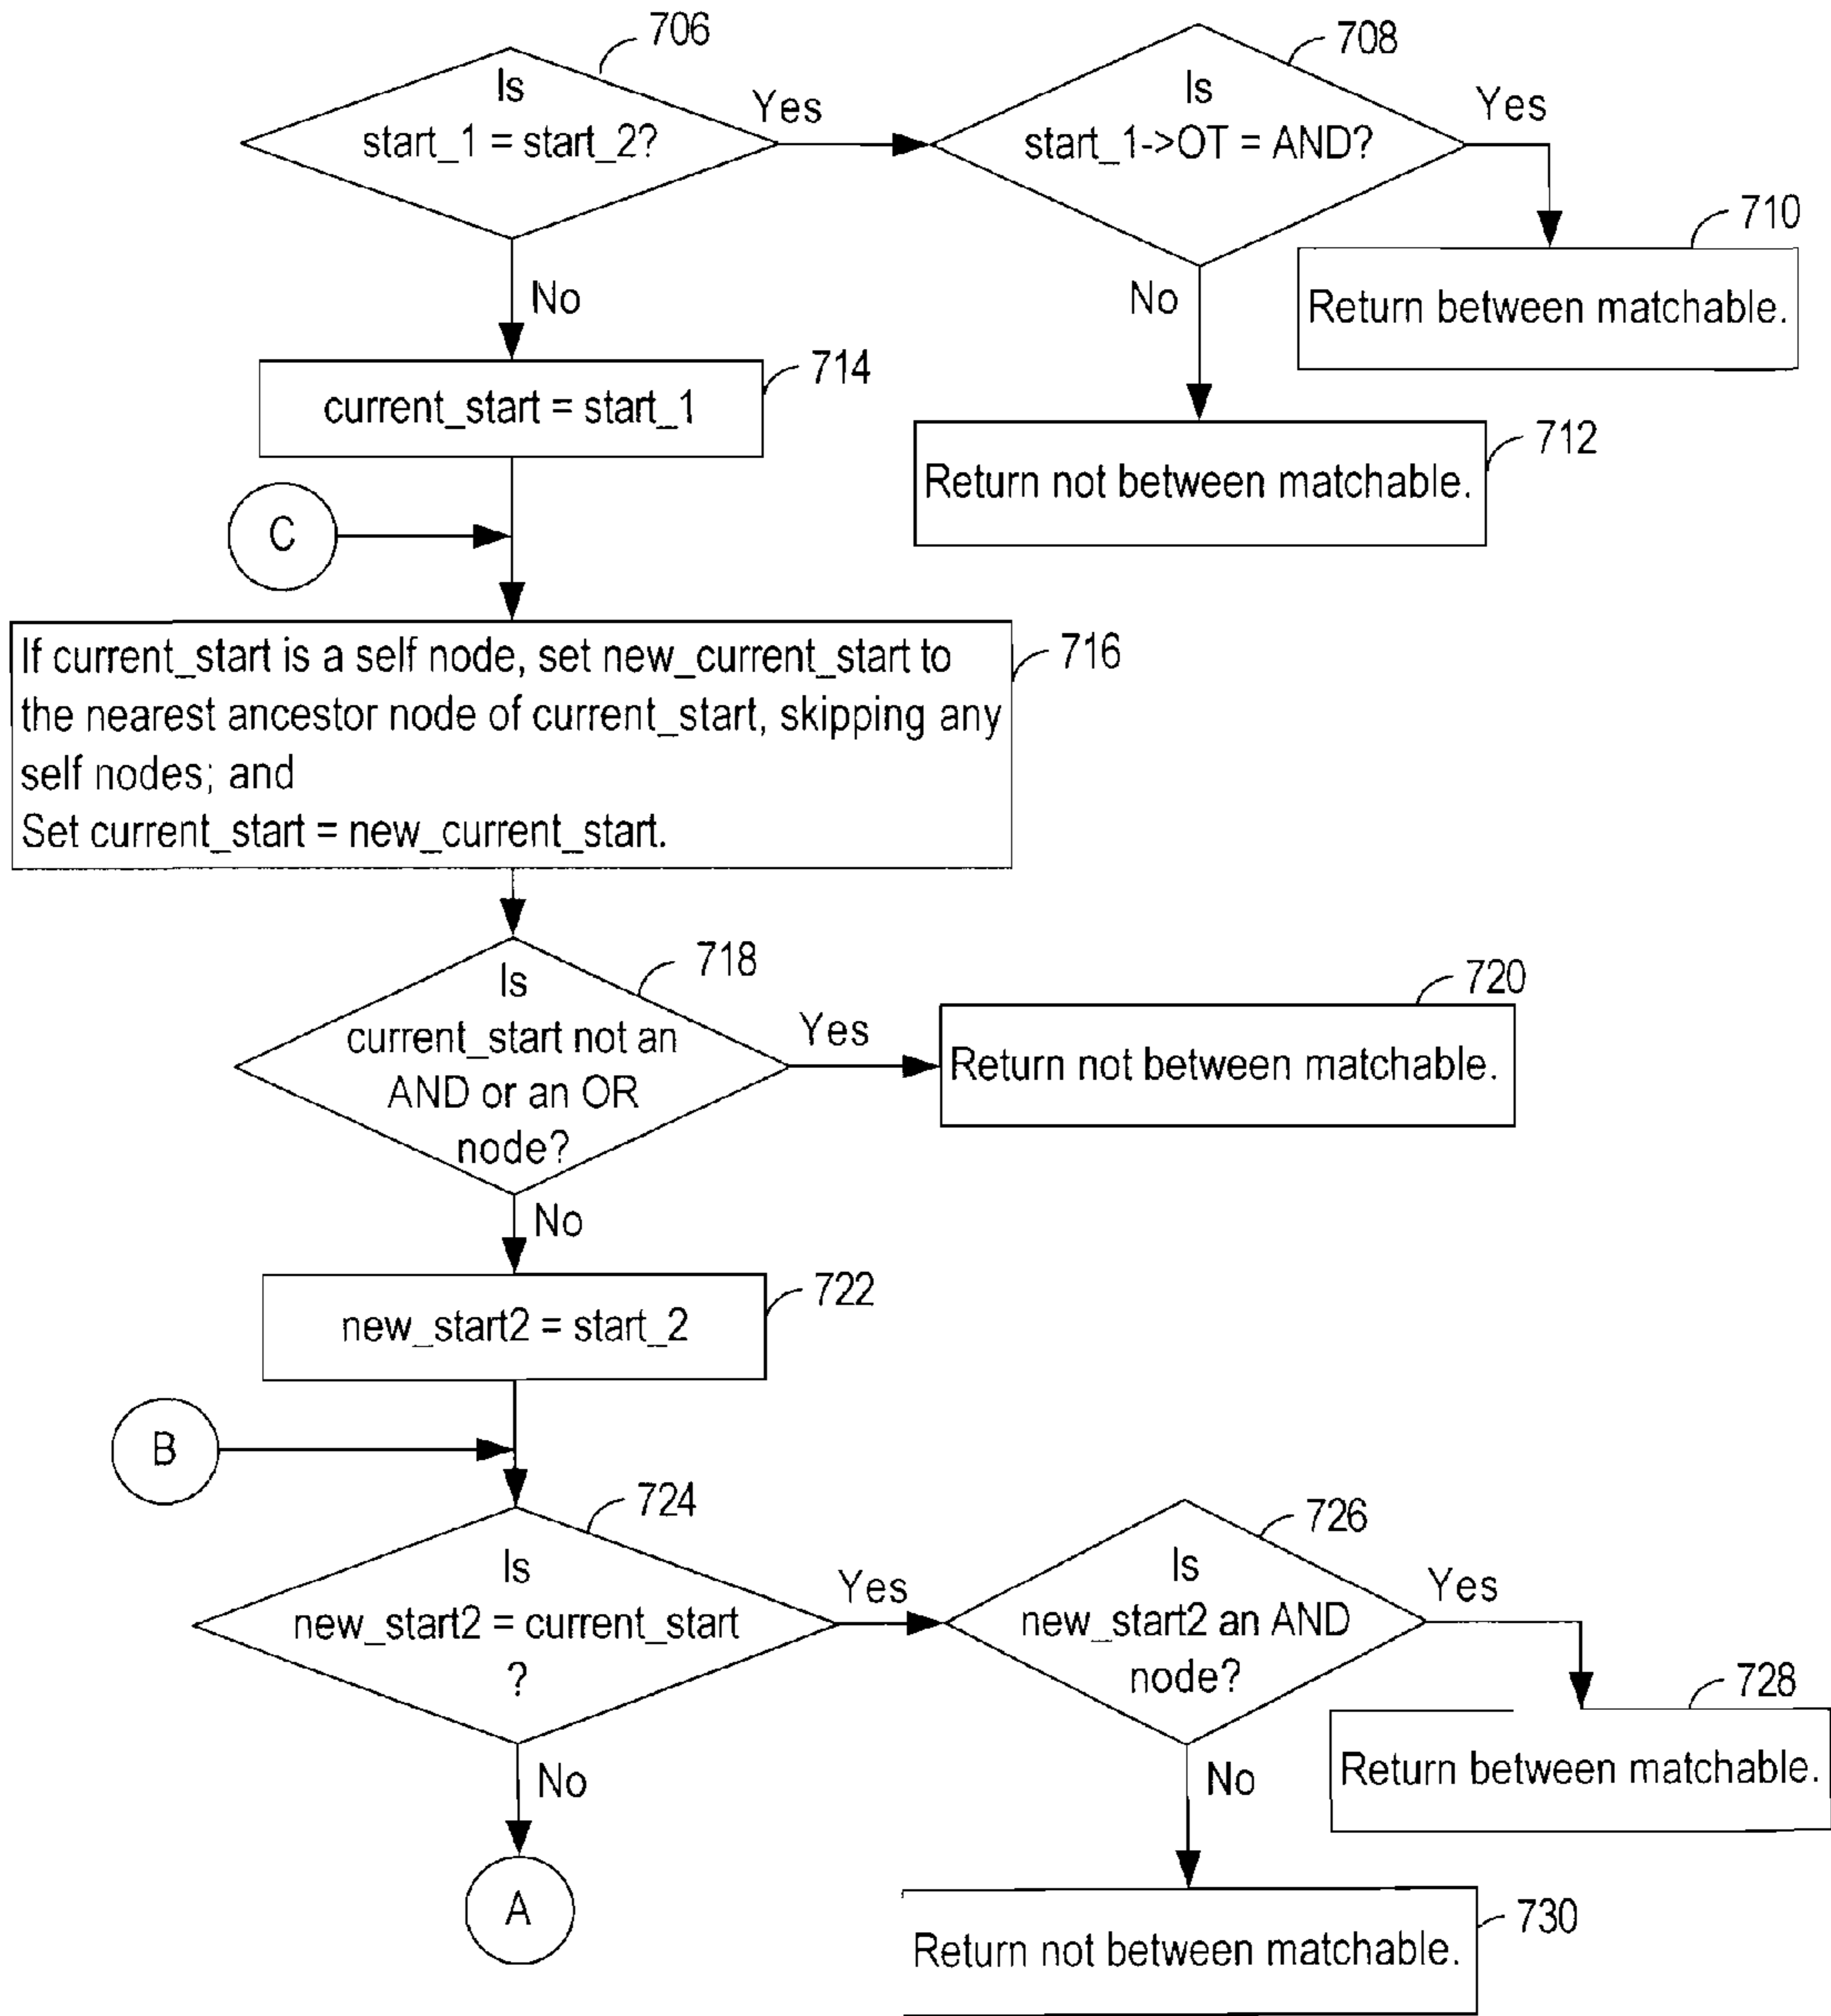 706
Is
start_1 = start_2?
Yes
708
Is
start_1->OT = AND?
Yes
710
Return between matchable.
No
712
Return not between matchable.
No
714
current_start = start_1
C
716
If current_start is a self node, set new_current_start to
the nearest ancestor node of current_start, skipping any
self nodes; and
Set current_start = new_current_start.
718
Is
current_start not an
AND or an OR
node?
Yes
720
Return not between matchable.
No
722
new_start2 = start_2
B
724
Is
new_start2 = current_start
?
Yes
726
Is
new_start2 an AND
node?
Yes
728
Return between matchable.
No
730
Return not between matchable.
No
A